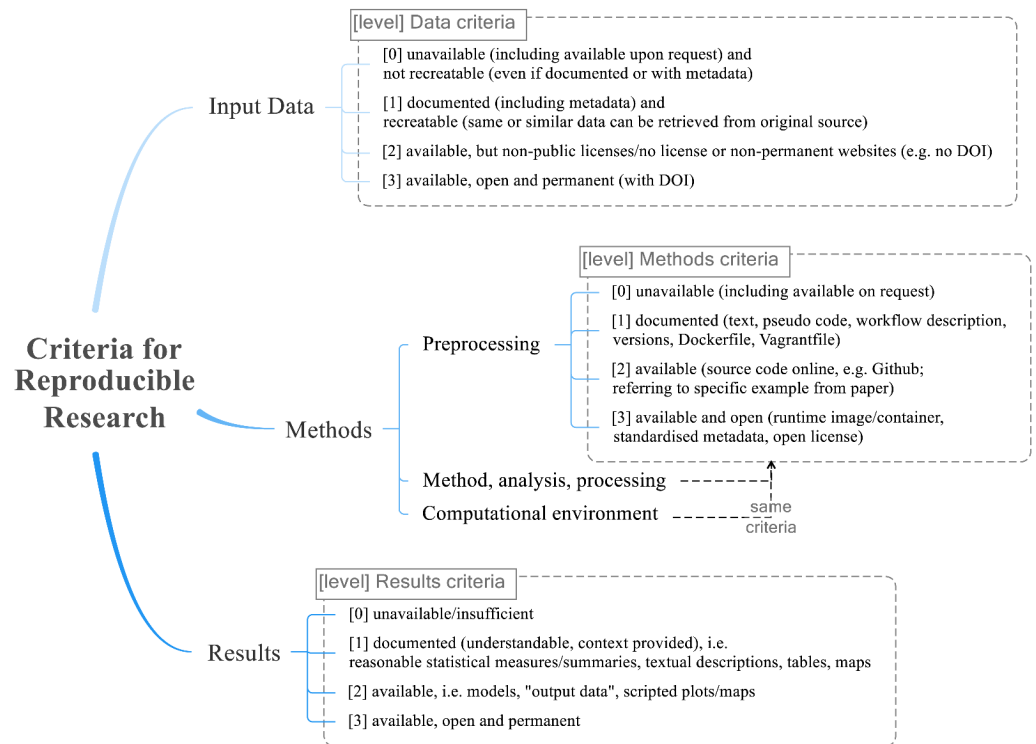 Criteria for
Reproducible
Research
Input Data
[level] Data criteria
[0] unavailable (including available upon request) and
not recreatable (even if documented or with metadata)
[1] documented (including metadata) and
recreatable (same or similar data can be retrieved from original source)
[2] available, but non-public licenses/no license or non-permanent websites (e.g. no DOI)
[3] available, open and permanent (with DOI)
Methods
Preprocessing
[level] Methods criteria
[0] unavailable (including available on request)
[1] documented (text, pseudo code, workflow description,
versions, Dockerfile, Vagrantfile)
[2] available (source code online, e.g. Github;
referring to specific example from paper)
[3] available and open (runtime image/container,
standardised metadata, open license)
Method, analysis, processing
Computational environment
same
criteria
Results
[level] Results criteria
[0] unavailable/insufficient
[1] documented (understandable, context provided), i.e.
reasonable statistical measures/summaries, textual descriptions, tables, maps
[2] available, i.e. models, "output data", scripted plots/maps
[3] available, open and permanent